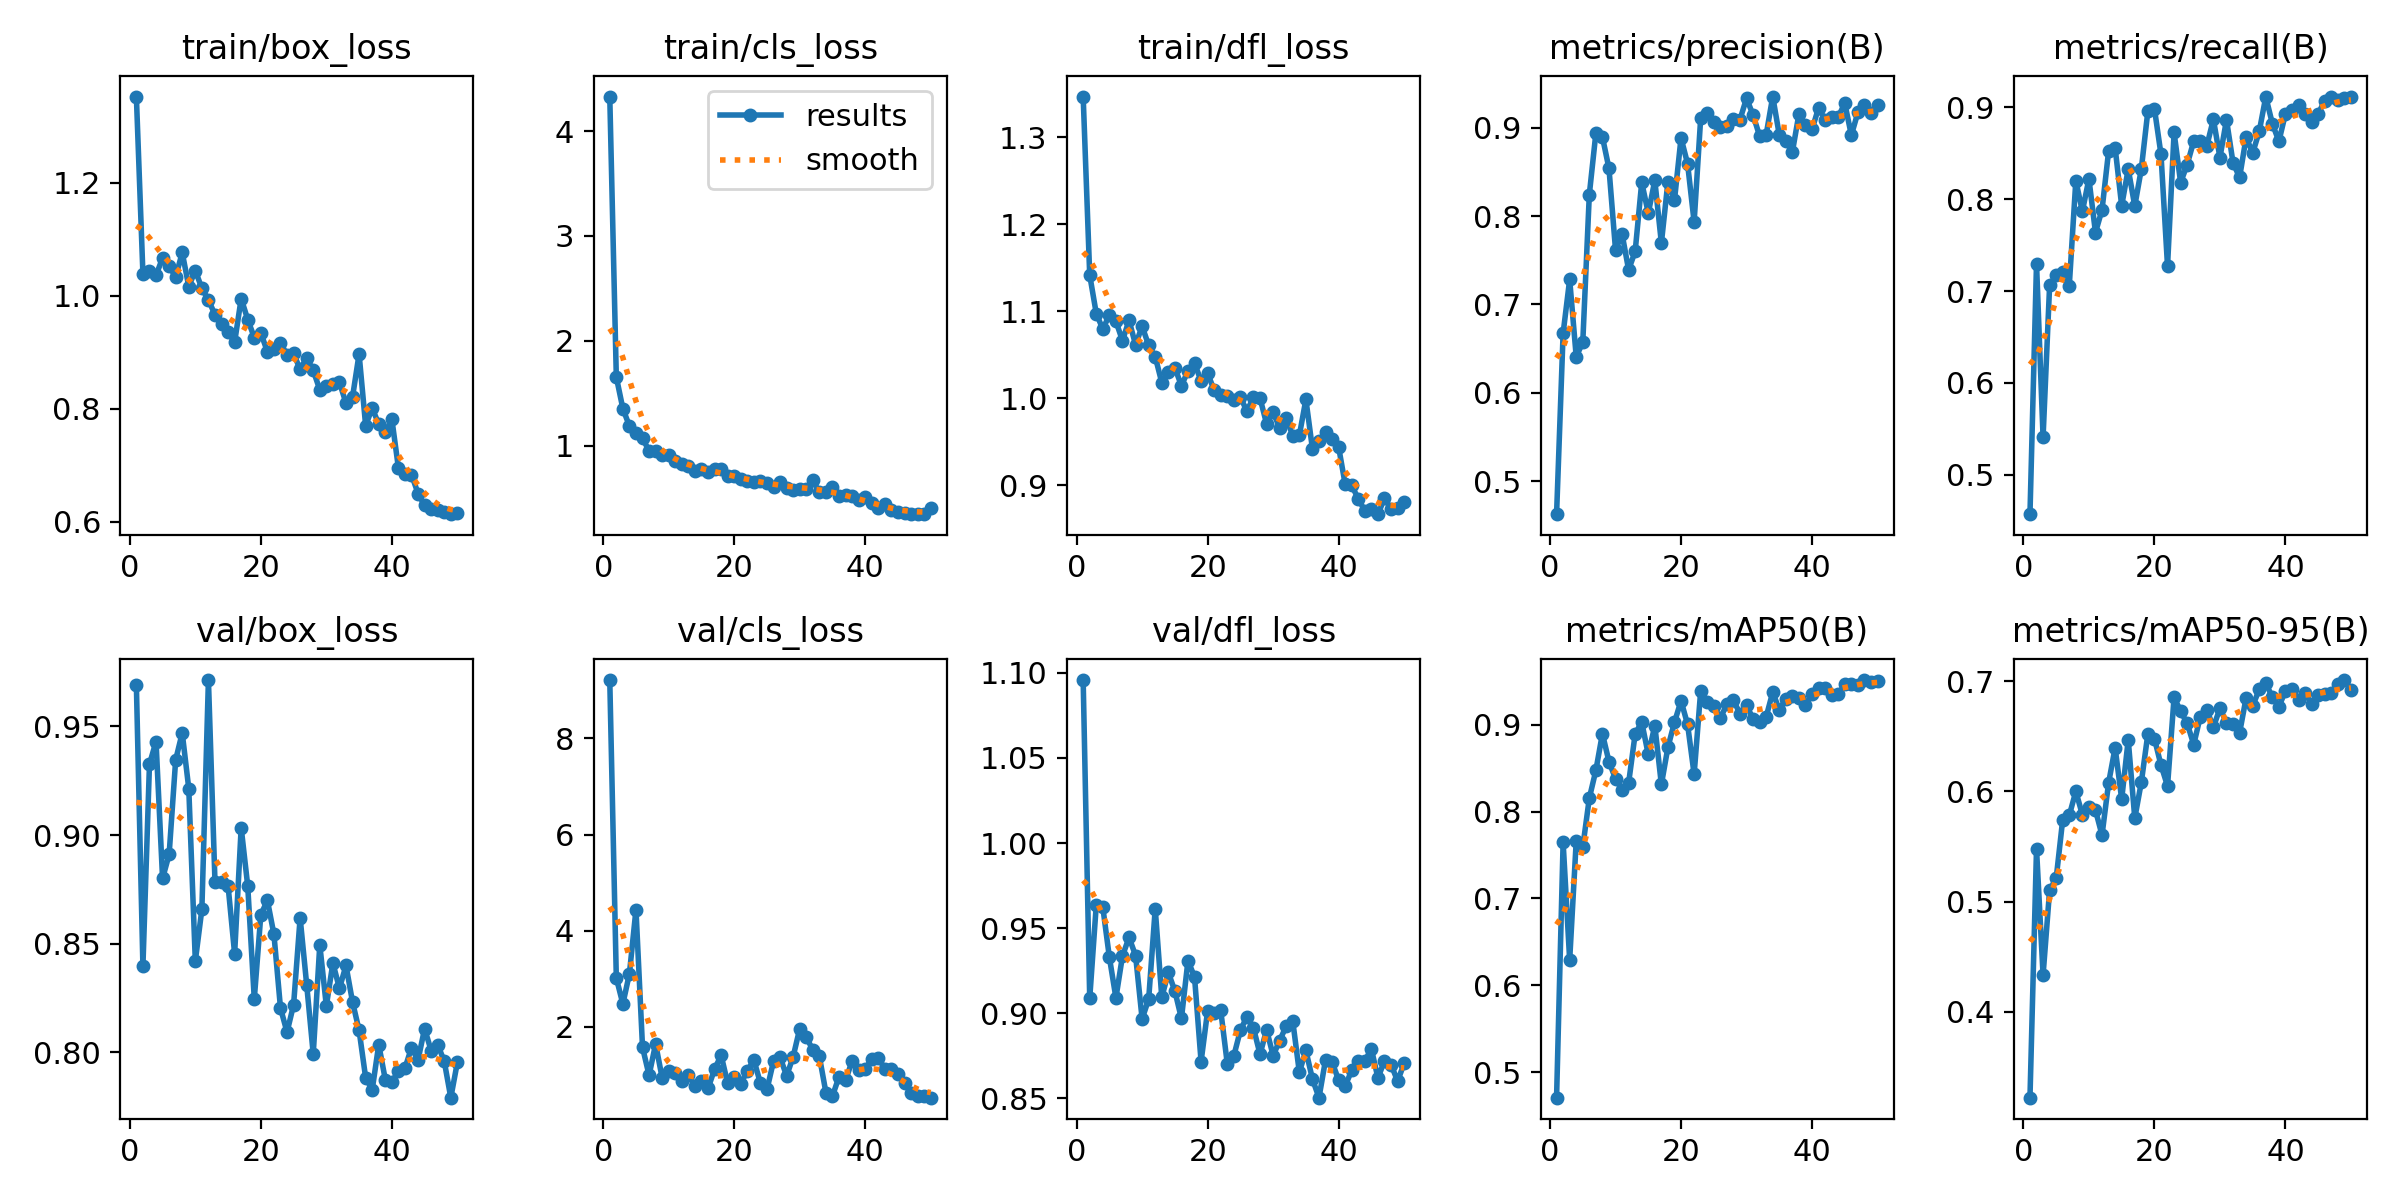 train/box_loss
1.2
1.0
0.8
0.6
0 20 40
train/cls_loss
results
smooth
4
3
2
1
0 20 40
train/dfl_loss
1.3
1.2
1.1
1.0
0.9
0 20 40
metrics/precision(B)
0.9
0.8
0.7
0.6
0.5
0 20 40
metrics/recall(B)
0.9
0.8
0.7
0.6
0.5
0 20 40
val/box_loss
0.95
0.90
0.85
0.80
0 20 40
val/cls_loss
8
6
4
2
0 20 40
val/dfl_loss
1.10
1.05
1.00
0.95
0.90
0.85
0 20 40
metrics/mAP50(B)
0.9
0.8
0.7
0.6
0.5
0 20 40
metrics/mAP50-95(B)
0.7
0.6
0.5
0.4
0 20 40